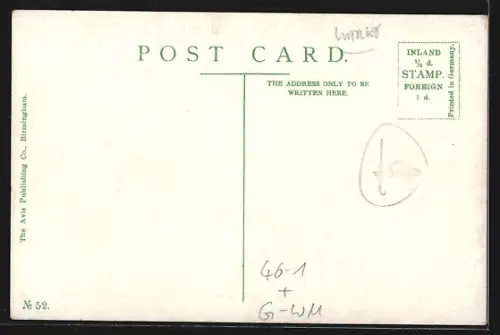 POST CARD.
THE ADDRESS ONLY TO BE
WRITTEN HERE.
INLAND
½ d.
STAMP.
FOREIGN
1 d.
Printed in Germany.
The Avis Publishing Co., Birmingham.
№ 52.
46-1
+
G-WM